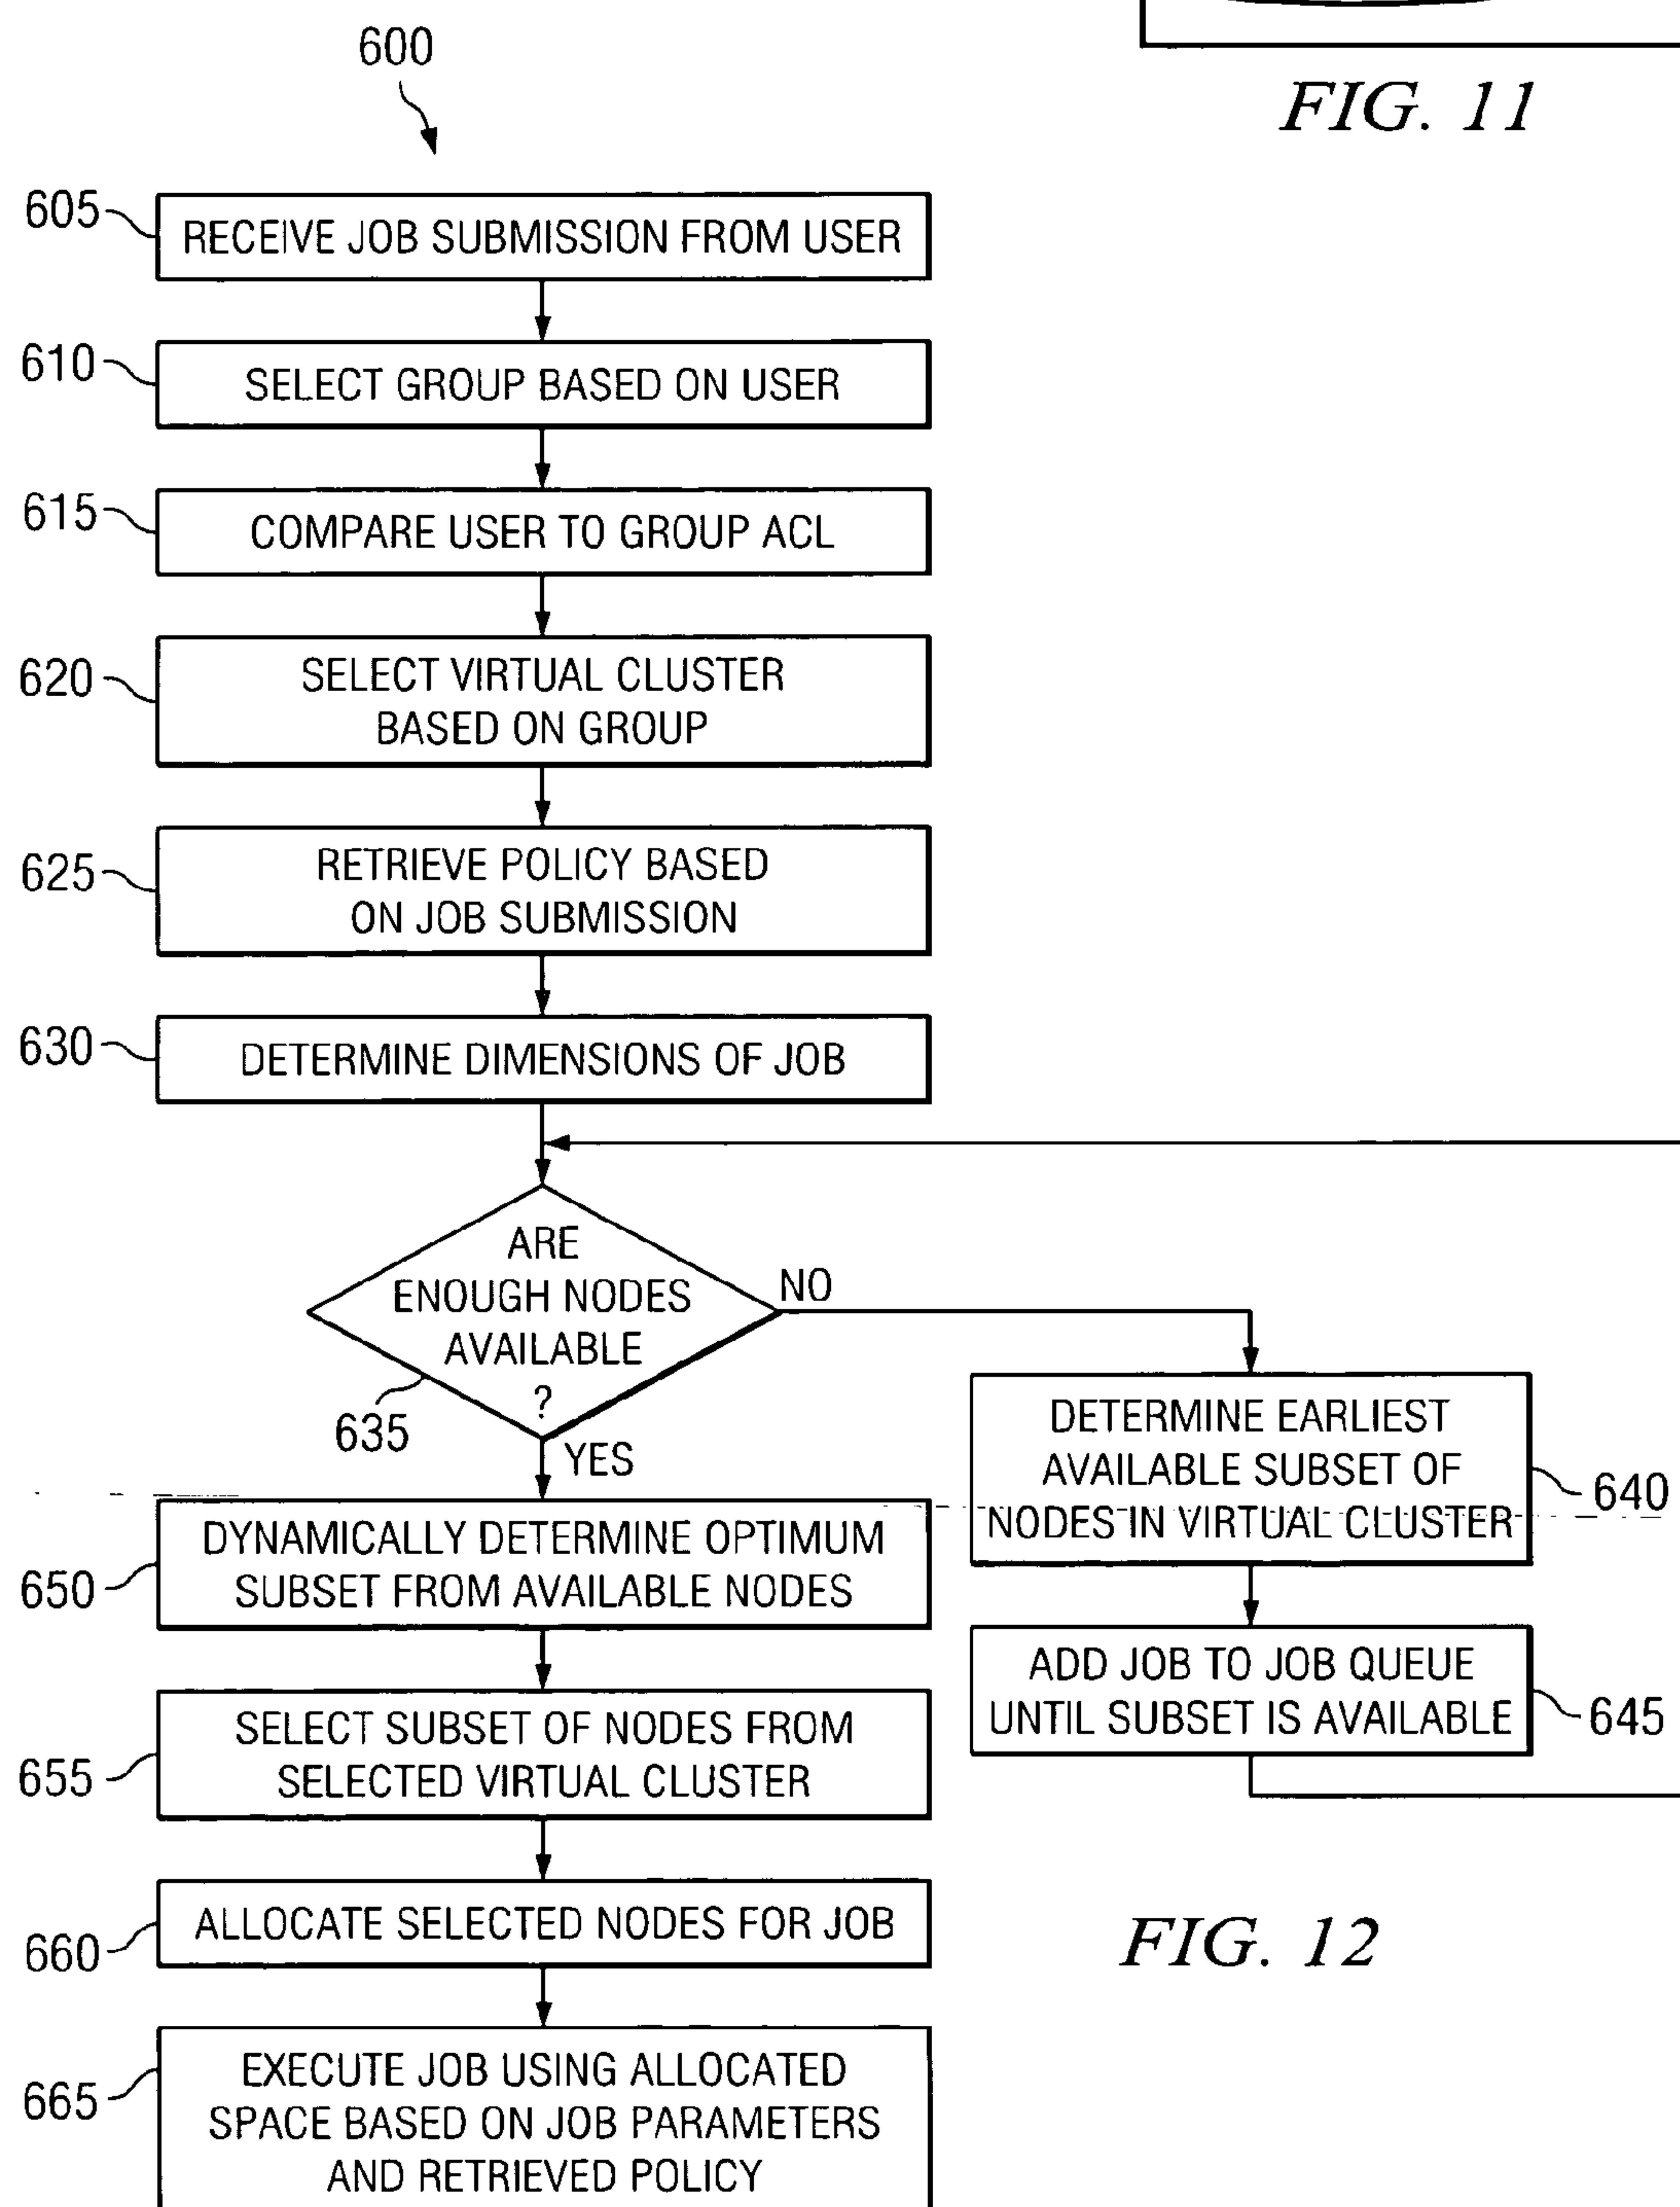 FIG. 11
600
605
RECEIVE JOB SUBMISSION FROM USER
610
SELECT GROUP BASED ON USER
615
COMPARE USER TO GROUP ACL
620
SELECT VIRTUAL CLUSTER
BASED ON GROUP
625
RETRIEVE POLICY BASED
ON JOB SUBMISSION
630
DETERMINE DIMENSIONS OF JOB
ARE
ENOUGH NODES
AVAILABLE
?
635
NO
YES
DETERMINE EARLIEST
AVAILABLE SUBSET OF
NODES IN VIRTUAL CLUSTER
640
ADD JOB TO JOB QUEUE
UNTIL SUBSET IS AVAILABLE
645
650
DYNAMICALLY DETERMINE OPTIMUM
SUBSET FROM AVAILABLE NODES
655
SELECT SUBSET OF NODES FROM
SELECTED VIRTUAL CLUSTER
660
ALLOCATE SELECTED NODES FOR JOB
665
EXECUTE JOB USING ALLOCATED
SPACE BASED ON JOB PARAMETERS
AND RETRIEVED POLICY
FIG. 12